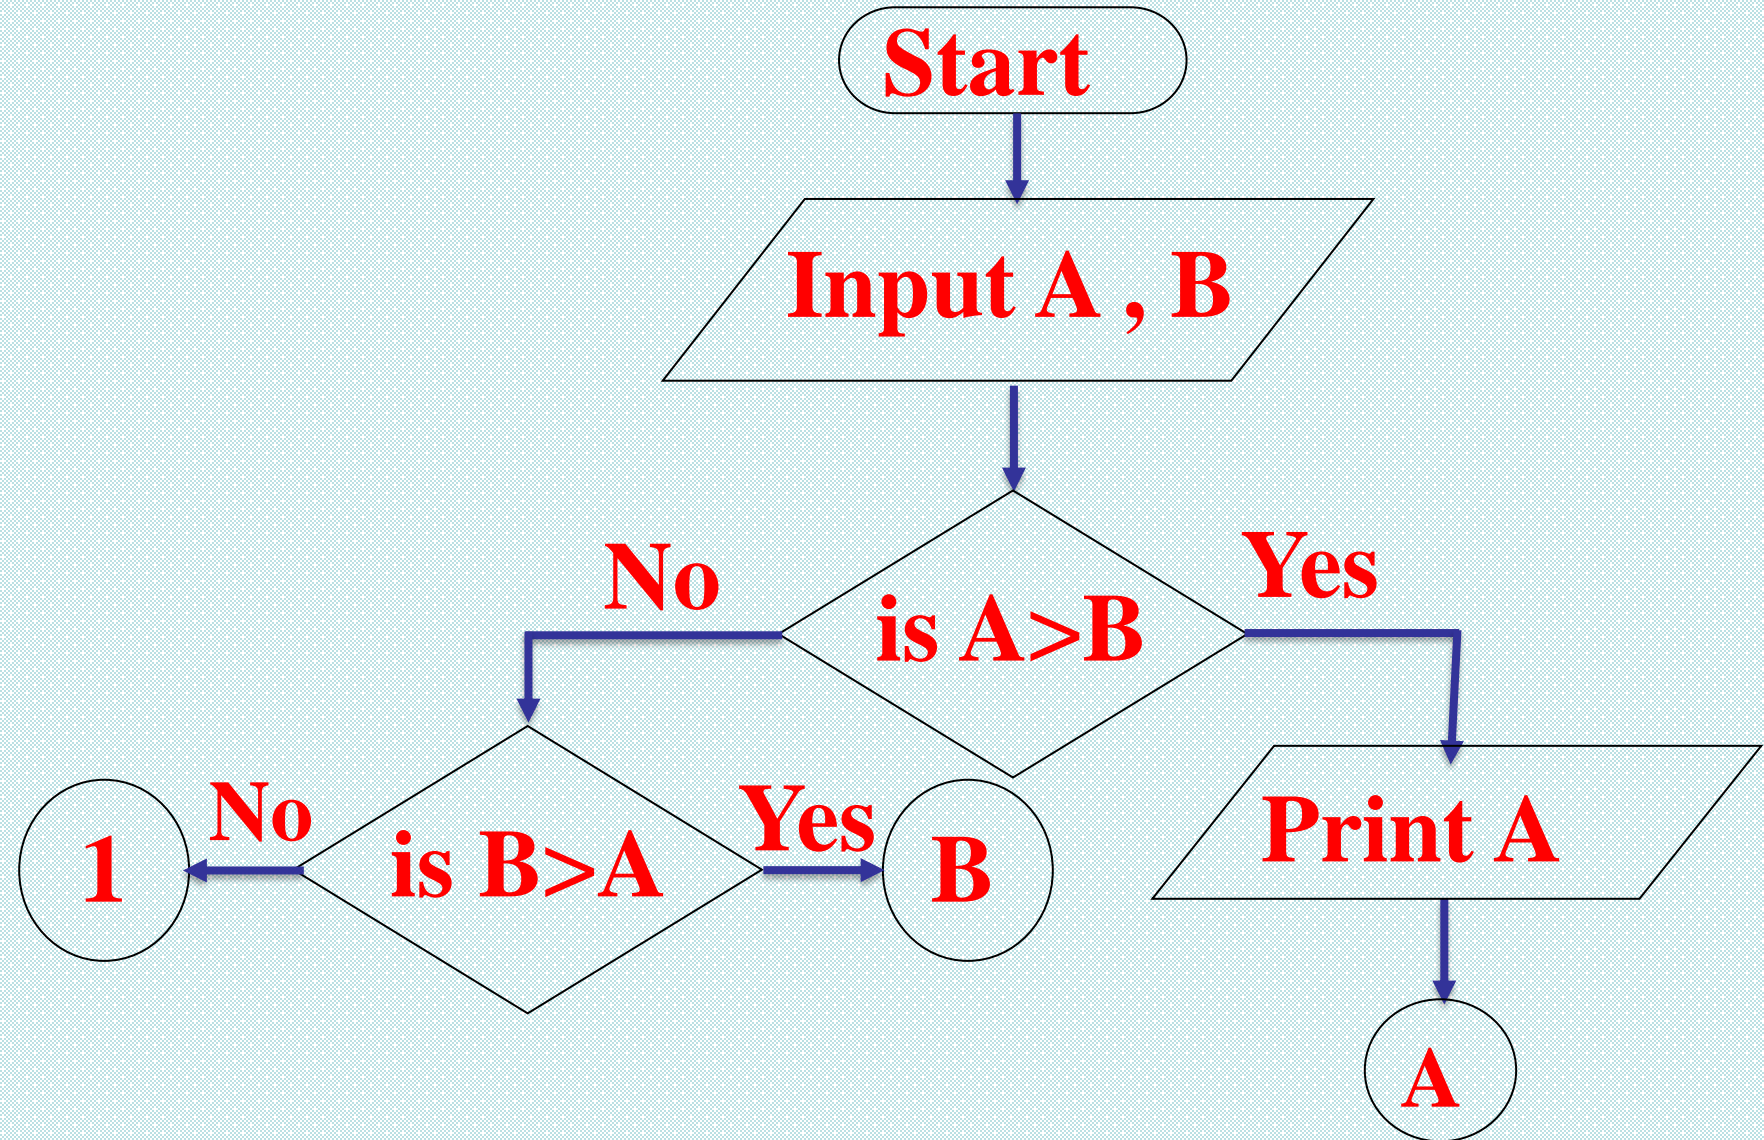 Start
Input A , B
is A>B
No
Yes
is B>A
No
Yes
1
B
Print A
A